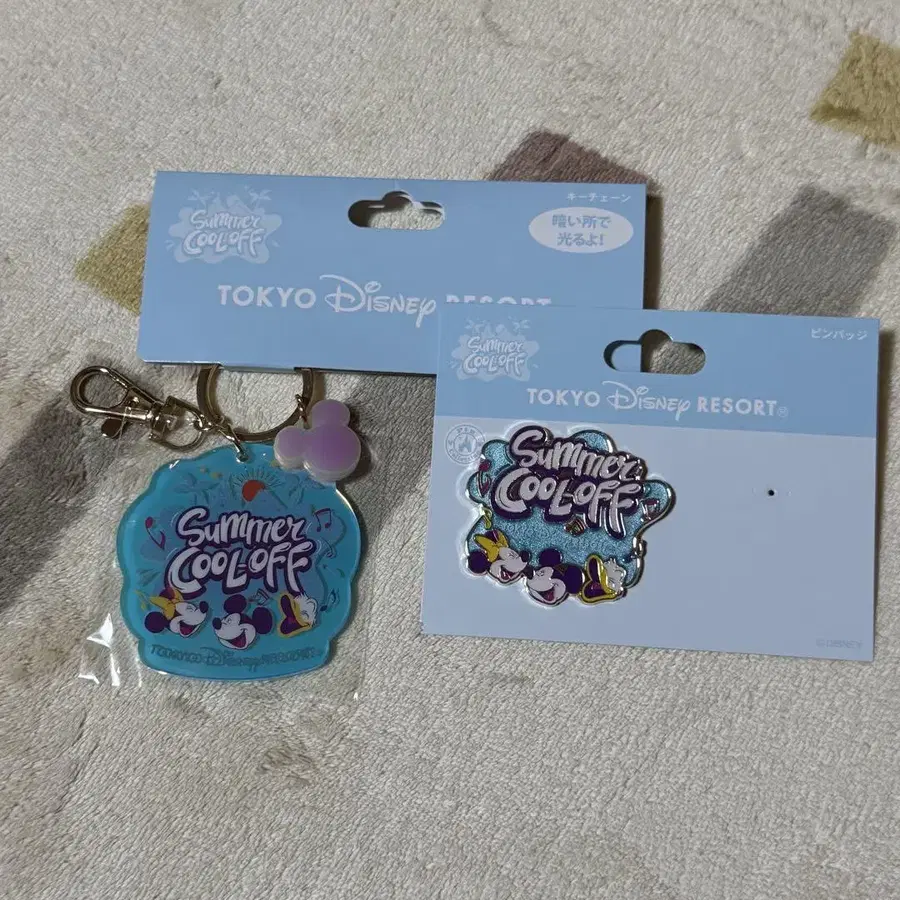 Summer
COOL-OFF
キーチェーン
暗い所で
光るよ!
TOKYO Disney RESORT
Summer
COOL-OFF
TOKYO Disney RESORT
Summer
COOL-OFF
ピンバッジ
TOKYO Disney RESORT®
Summer
COOL-OFF
©DISNEY